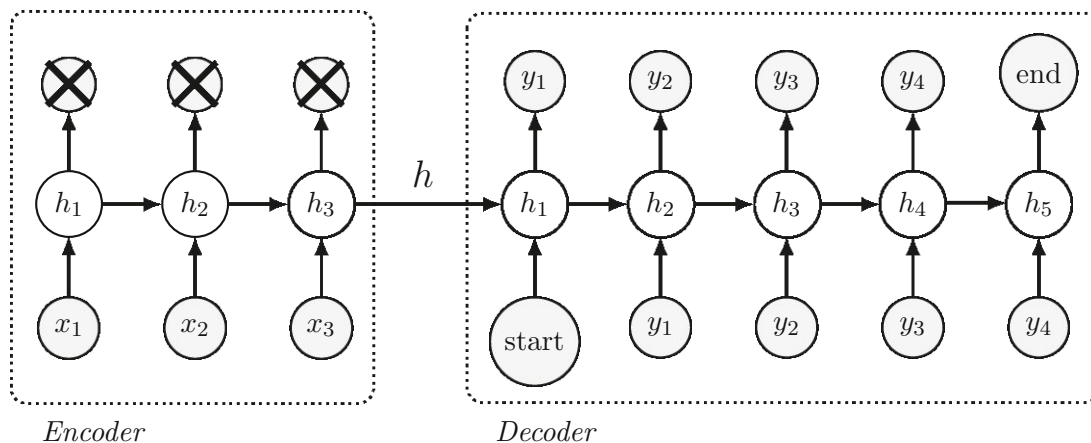 y₁ y₂ y₃ y₄ end
h₁ h₂ h₃ h h₁ h₂ h₃ h₄ h₅
x₁ x₂ x₃ start y₁ y₂ y₃ y₄
Encoder Decoder